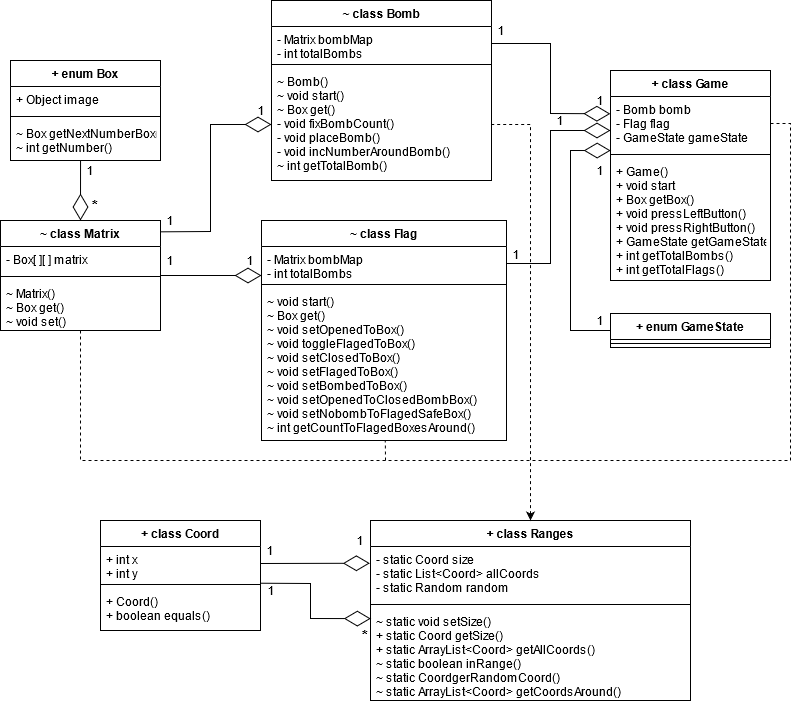 ~ class Bomb
- Matrix bombMap
- int totalBombs
~ Bomb()
~ void start()
~ Box get()
- void fixBombCount()
- void placeBomb()
- void incNumberAroundBomb()
~ int getTotalBomb()
+ enum Box
+ Object image
~ Box getNextNumberBox
~ int getNumber()
+ class Game
- Bomb bomb
- Flag flag
- GameState gameState
+ Game()
+ void start
+ Box getBox()
+ void pressLeftButton()
+ void pressRightButton()
+ GameState getGameState
+ int getTotalBombs()
+ int getTotalFlags()
~ class Matrix
- Box[ ][ ] matrix
~ Matrix()
~ Box get()
~ void set()
~ class Flag
- Matrix bombMap
- int totalBombs
~ void start()
~ Box get()
~ void setOpenedToBox()
~ void toggleFlagedToBox()
~ void setClosedToBox()
~ void setFlagedToBox()
~ void setBombedToBox()
~ void setOpenedToClosedBombBox()
~ void setNobombToFlagedSafeBox()
~ int getCountToFlagedBoxesAround()
+ enum GameState
1
1
1
1
1
1
1
1
1
1
1
*
+ class Coord
+ int x
+ int y
+ Coord()
+ boolean equals()
1
1
1
*
+ class Ranges
- static Coord size
- static List<Coord> allCoords
- static Random random
~ static void setSize()
+ static Coord getSize()
+ static ArrayList<Coord> getAllCoords()
~ static boolean inRange()
~ static CoordgerRandomCoord()
~ static ArrayList<Coord> getCoordsAround()